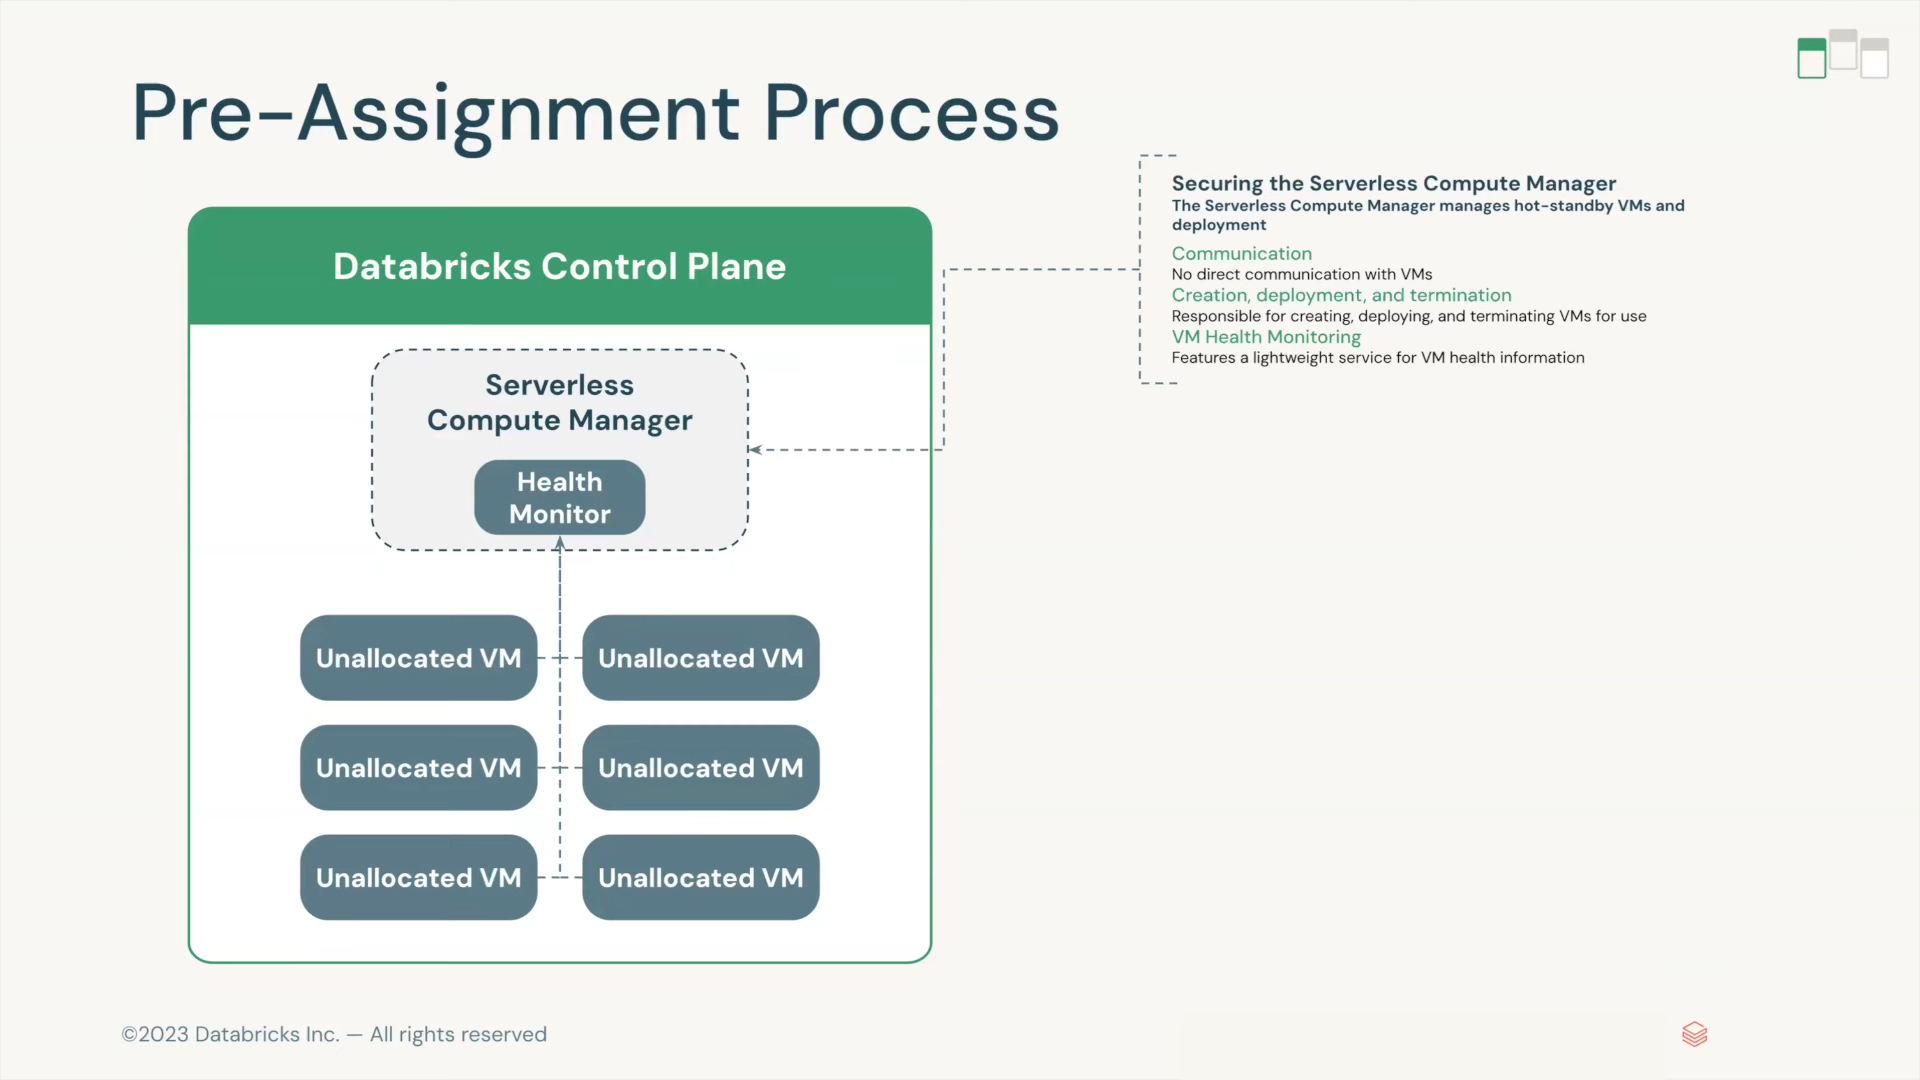 Pre-Assignment Process
Databricks Control Plane
Serverless
Compute Manager
Health
Monitor
Unallocated VM
Unallocated VM
Unallocated VM
Unallocated VM
Unallocated VM
Unallocated VM
Securing the Serverless Compute Manager
The Serverless Compute Manager manages hot-standby VMs and
deployment
Communication
No direct communication with VMs
Creation, deployment, and termination
Responsible for creating, deploying, and terminating VMs for use
VM Health Monitoring
Features a lightweight service for VM health information
©2023 Databricks Inc. — All rights reserved